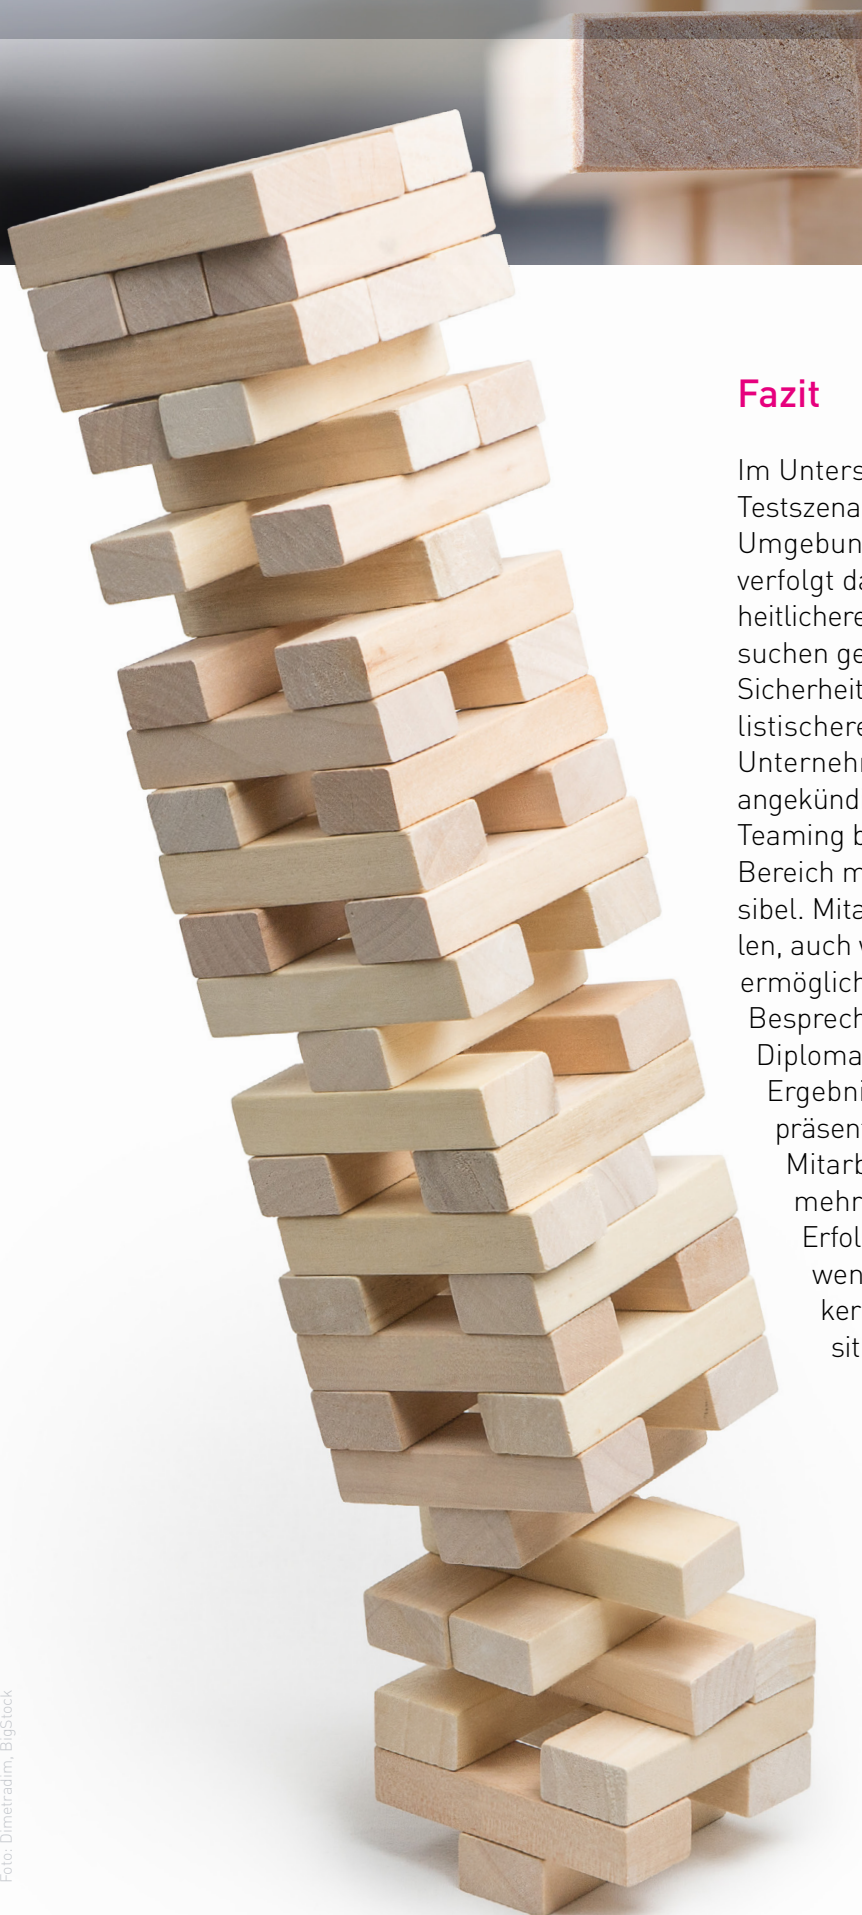 Fazit
Im Unters
Testszena
Umgebun
verfolgt da
heitlichere
suchen ge
Sicherheit
listischere
Unternehr
angekünd
Teaming b
Bereich m
sibel. Mita
len, auch v
ermöglich
Besprech
Diploma
Ergebni
präsen
Mitarb
mehr
Erfol
wen
ker
sit
Foto: Dimetradim, BigStock